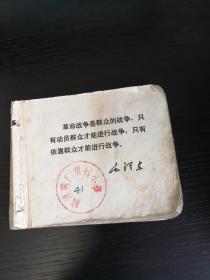 革命战争是群众的战争，只
有动员群众才能进行战争，只有
依靠群众才能进行战争。
毛泽东
41